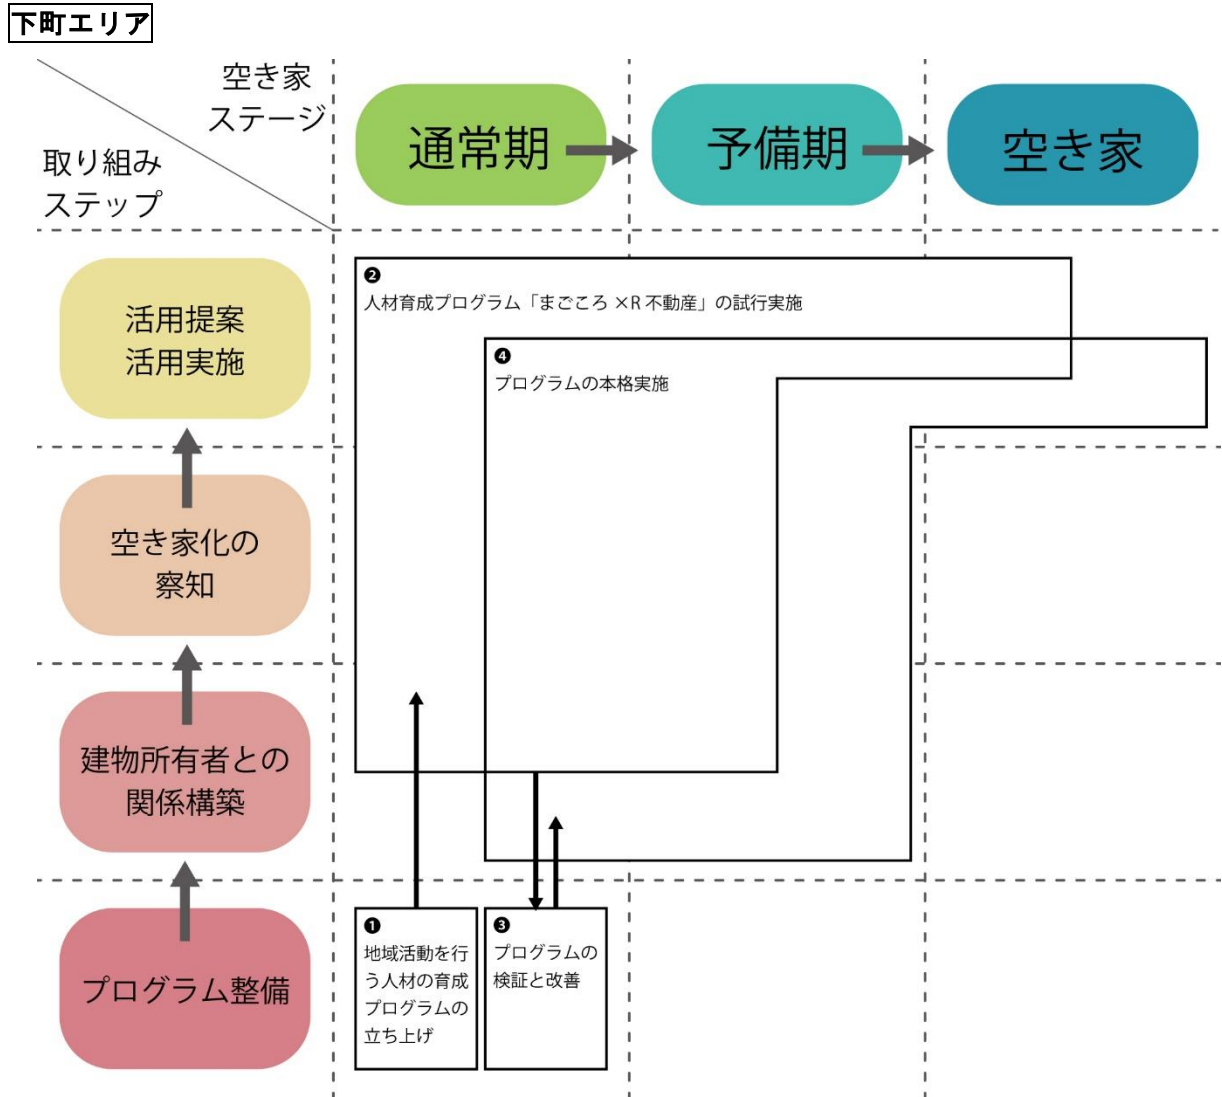 下町エリア
空き家
ステージ
取り組み
ステップ
通常期
予備期
空き家
活用提案
活用実施
❷
人材育成プログラム「まごころ ×R 不動産」の試行実施
❹
プログラムの本格実施
空き家化の
察知
建物所有者との
関係構築
プログラム整備
❶
地域活動を行
う人材の育成
プログラムの
立ち上げ
❸
プログラムの
検証と改善